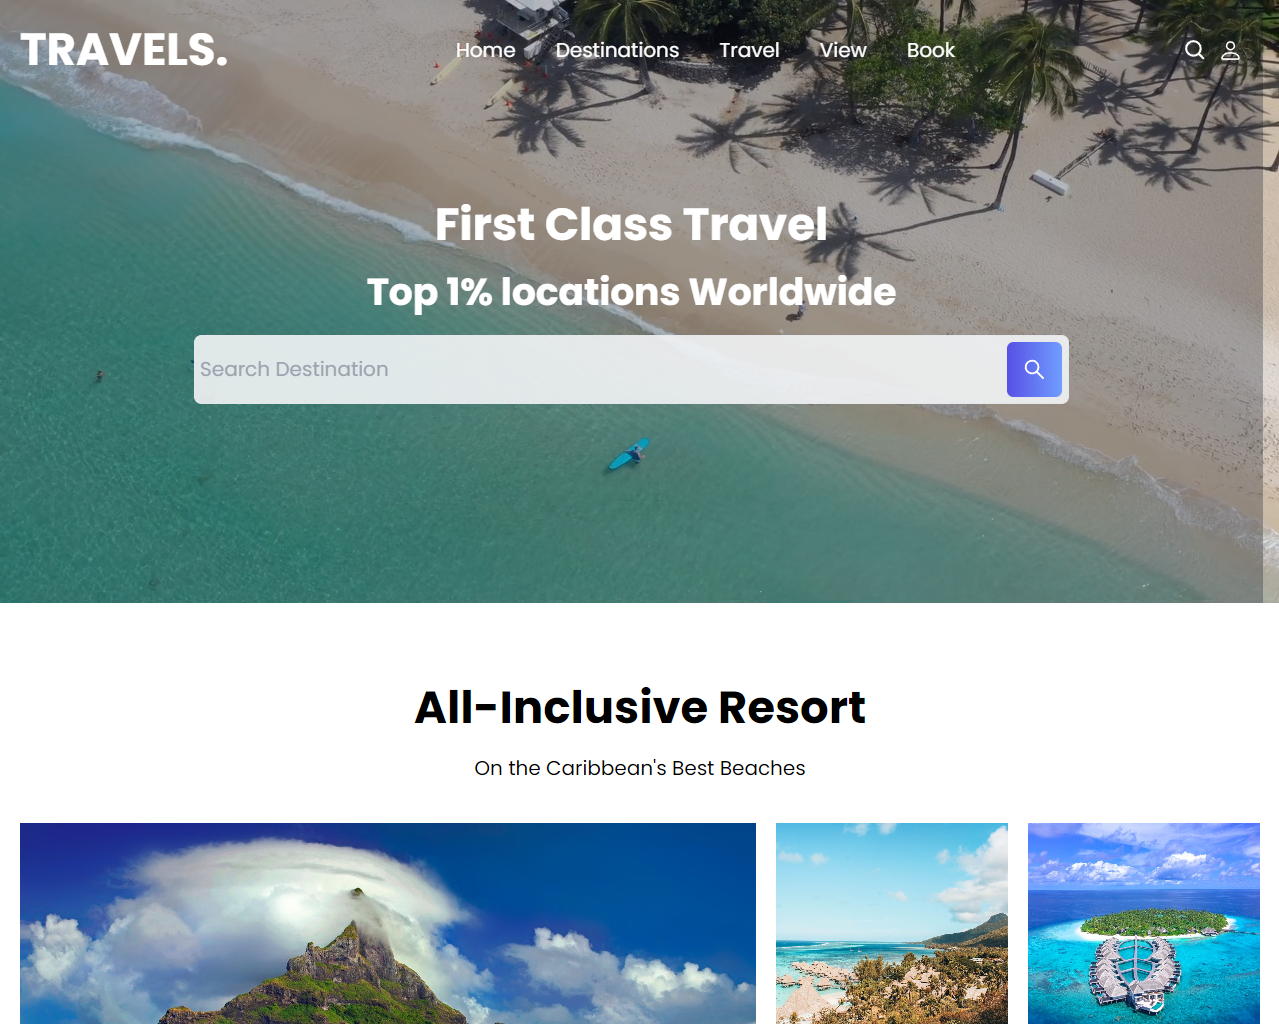 TRAVELS.
Home Destinations Travel View Book
First Class Travel
Top 1% locations Worldwide
Search Destination
All-Inclusive Resort
On the Caribbean's Best Beaches